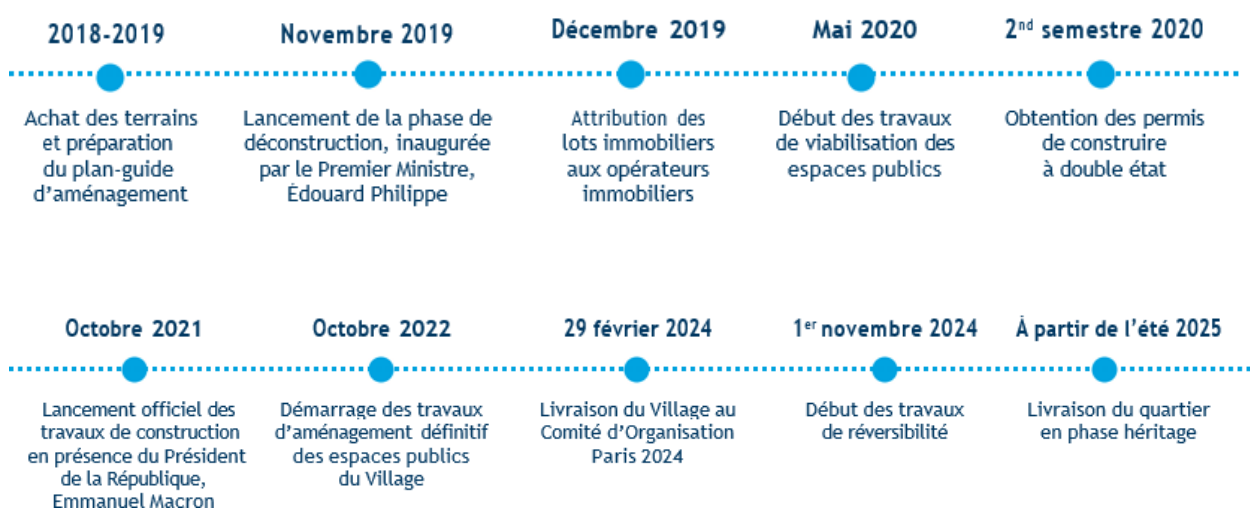 2018-2019
Achat des terrains
et préparation
du plan-guide
d’aménagement
Novembre 2019
Lancement de la phase de
déconstruction, inaugurée
par le Premier Ministre,
Édouard Philippe
Décembre 2019
Attribution des
lots immobiliers
aux opérateurs
immobiliers
Mai 2020
Début des travaux
de viabilisation des
espaces publics
2nd semestre 2020
Obtention des permis
de construire
à double état
Octobre 2021
Lancement officiel des
travaux de construction
en présence du Président
de la République,
Emmanuel Macron
Octobre 2022
Démarrage des travaux
d’aménagement définitif
des espaces publics
du Village
29 février 2024
Livraison du Village au
Comité d’Organisation
Paris 2024
1er novembre 2024
Début des travaux
de réversibilité
À partir de l’été 2025
Livraison du quartier
en phase héritage